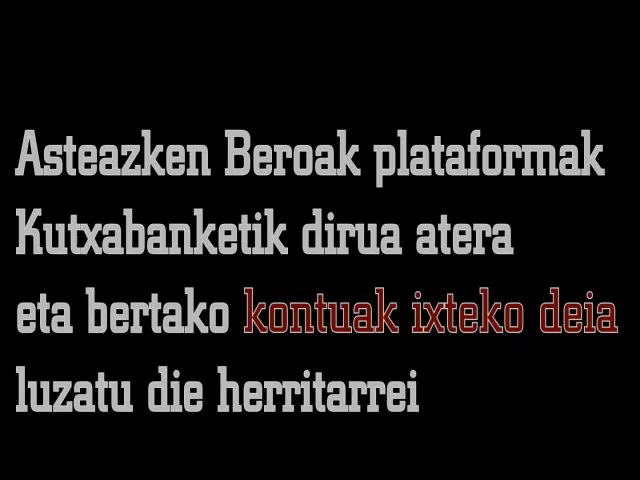 Asteazken Beroak plataformak
Kutxabanketik dirua atera
eta bertako kontuak ixteko deia
luzatu die herritarrei